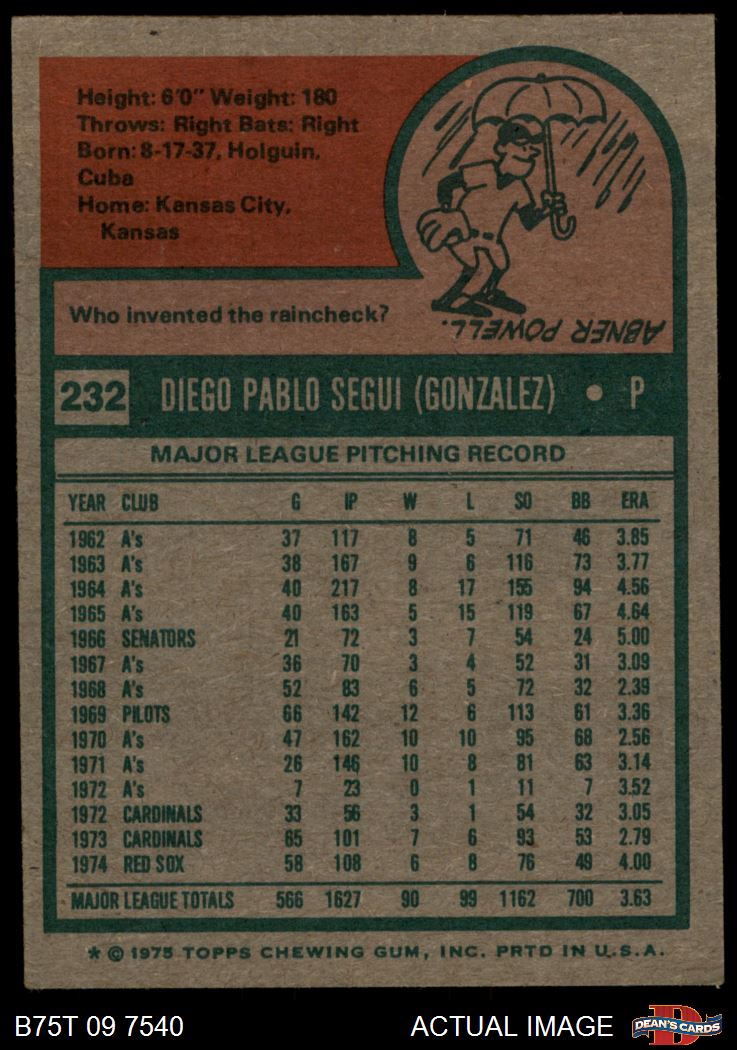 Height: 6'0" Weight: 180
Throws: Right Bats: Right
Born: 8-17-37, Holguin,
Cuba
Home: Kansas City,
Kansas
Who invented the raincheck?
ABNER POWELL.
232 DIEGO PABLO SEGUI (GONZALEZ) • P
MAJOR LEAGUE PITCHING RECORD
YEAR CLUB G IP W L SO BB ERA
1962 A's 37 117 8 5 71 46 3.85
1963 A's 38 167 9 6 116 73 3.77
1964 A's 40 217 8 17 155 94 4.56
1965 A's 40 163 5 15 119 67 4.64
1966 SENATORS 21 72 3 7 54 24 5.00
1967 A's 36 70 3 4 52 31 3.09
1968 A's 52 83 6 5 72 32 2.39
1969 PILOTS 66 142 12 6 113 61 3.36
1970 A's 47 162 10 10 95 68 2.56
1971 A's 26 146 10 8 81 63 3.14
1972 A's 7 23 0 1 11 7 3.52
1972 CARDINALS 33 56 3 1 54 32 3.05
1973 CARDINALS 65 101 7 6 93 53 2.79
1974 RED SOX 58 108 6 8 76 49 4.00
MAJOR LEAGUE TOTALS 566 1627 90 99 1162 700 3.63
* © 1975 TOPPS CHEWING GUM, INC. PRTD IN U.S.A.
B75T 09 7540 ACTUAL IMAGE DEAN'S CARDS